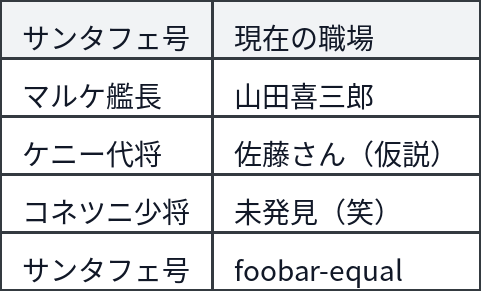 サンタフェ号 現在の職場
マルケ艦長 山田喜三郎
ケニー代将 佐藤さん（仮説）
コネツニ少将 未発見（笑）
サンタフェ号 foobar-equal